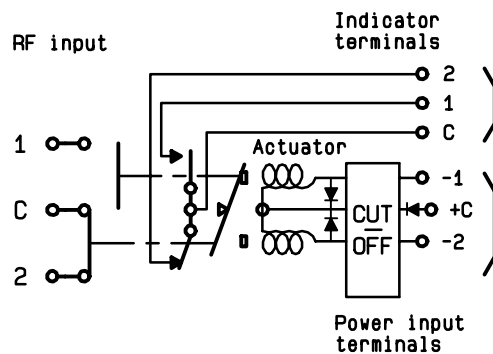 Indicator
terminals
RF input
2
1
C
Actuator
1
C
2
-1
+C
-2
CUT
OFF
Power input
terminals